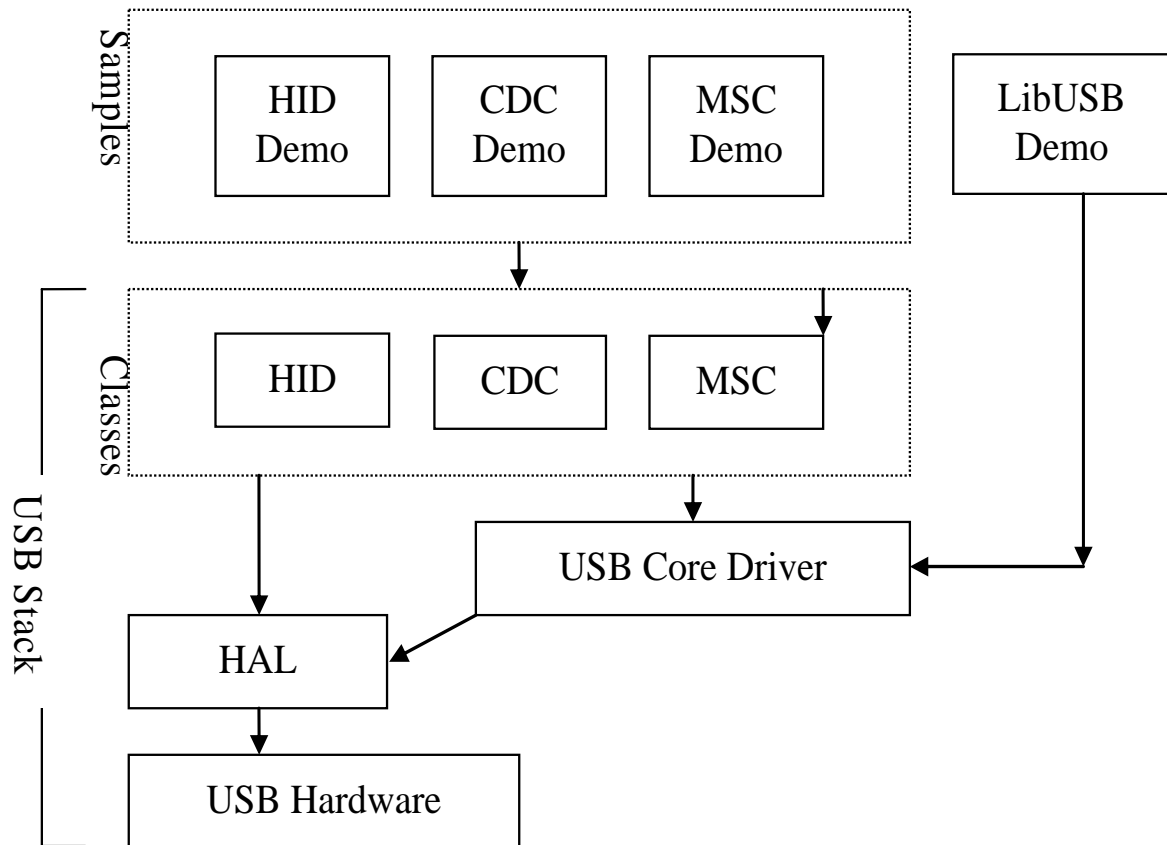 Samples
HID
Demo
CDC
Demo
MSC
Demo
LibUSB
Demo
Classes
HID
CDC
MSC
USB Stack
USB Core Driver
HAL
USB Hardware